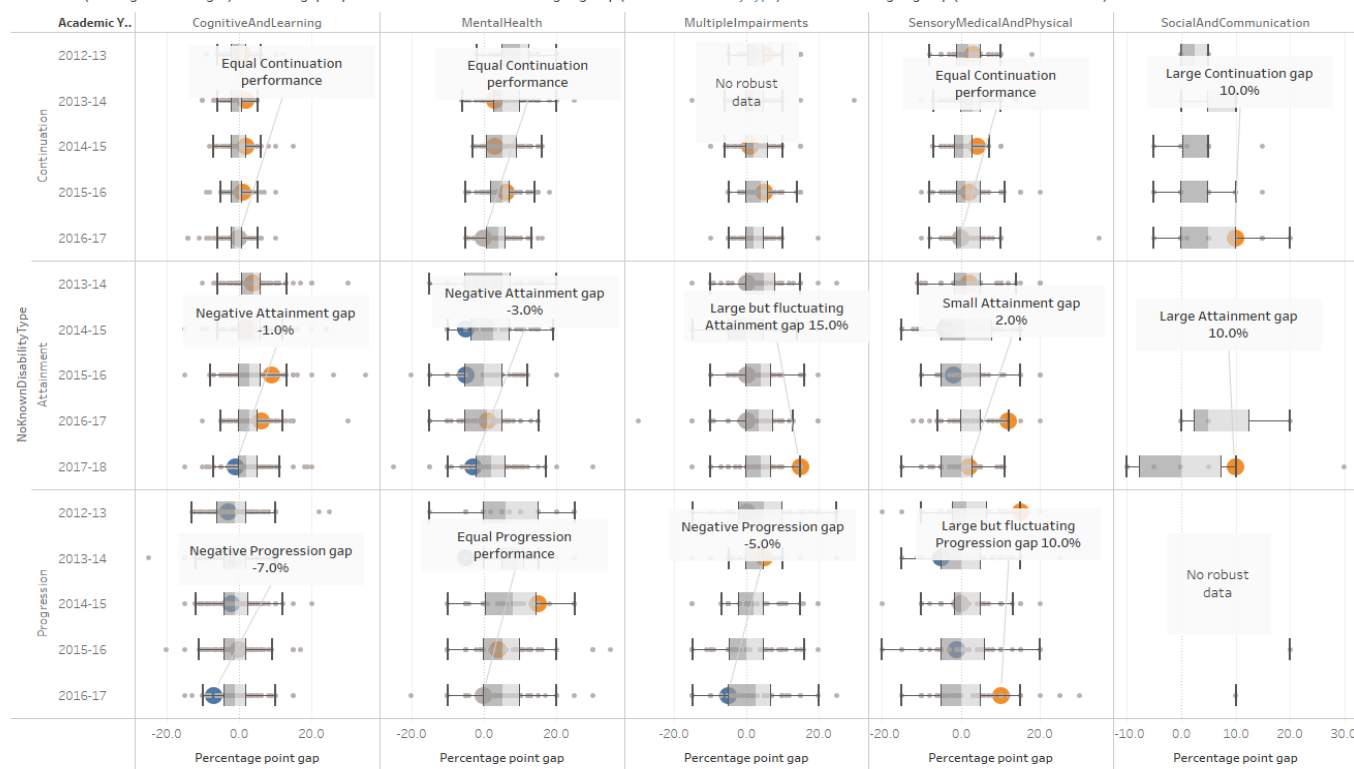 Academic Y..
CognitiveAndLearning
MentalHealth
MultipleImpairments
SensoryMedicalAndPhysical
SocialAndCommunication
NoKnownDisabilityType
Continuation
2012-13
2013-14
2014-15
2015-16
2016-17
Equal Continuation
performance
Equal Continuation
performance
No robust
data
Equal Continuation
performance
Large Continuation gap
10.0%
Attainment
2013-14
2014-15
2015-16
2016-17
2017-18
Negative Attainment gap
-1.0%
Negative Attainment gap
-3.0%
Large but fluctuating
Attainment gap 15.0%
Small Attainment gap
2.0%
Large Attainment gap
10.0%
Progression
2012-13
2013-14
2014-15
2015-16
2016-17
Negative Progression gap
-7.0%
Equal Progression
performance
Negative Progression gap
-5.0%
Large but fluctuating
Progression gap 10.0%
No robust
data
-20.0 0.0 20.0
-20.0 0.0 20.0
-20.0 0.0 20.0
-20.0 0.0 20.0
-10.0 0.0 10.0 20.0 30.0
Percentage point gap
Percentage point gap
Percentage point gap
Percentage point gap
Percentage point gap